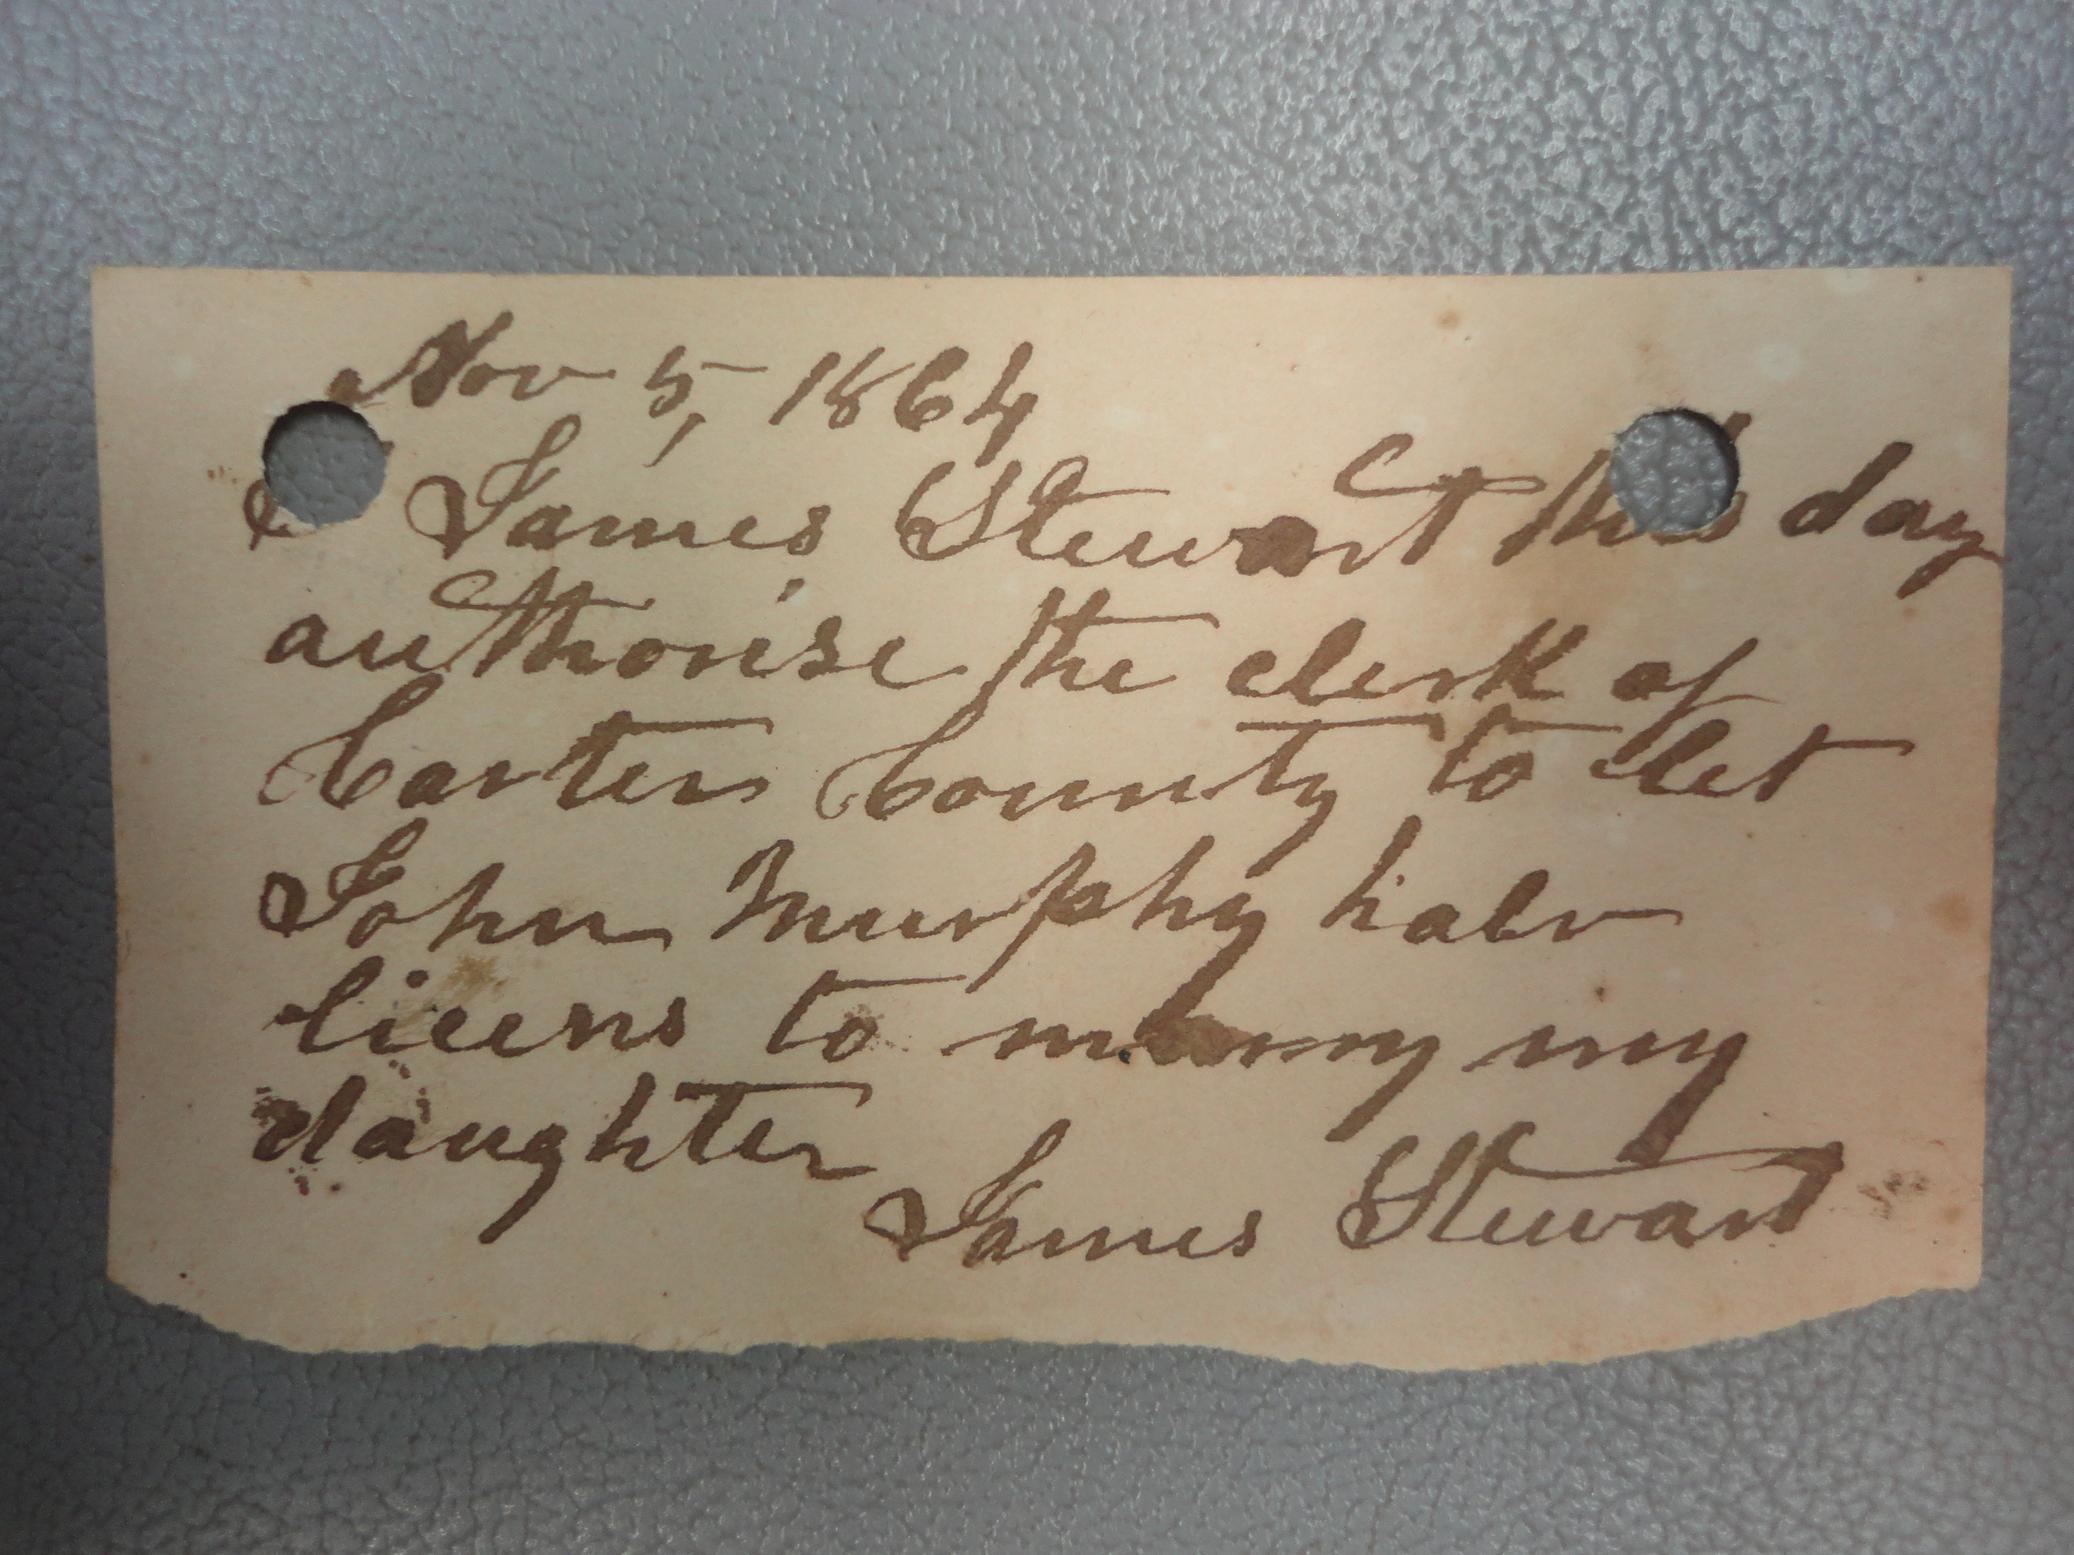 Nov 5, 1864
I James Stewart this day
authorise the clerk of
Carter County to let
John Murphy habv
licens to marry my
daughter
James Stewart